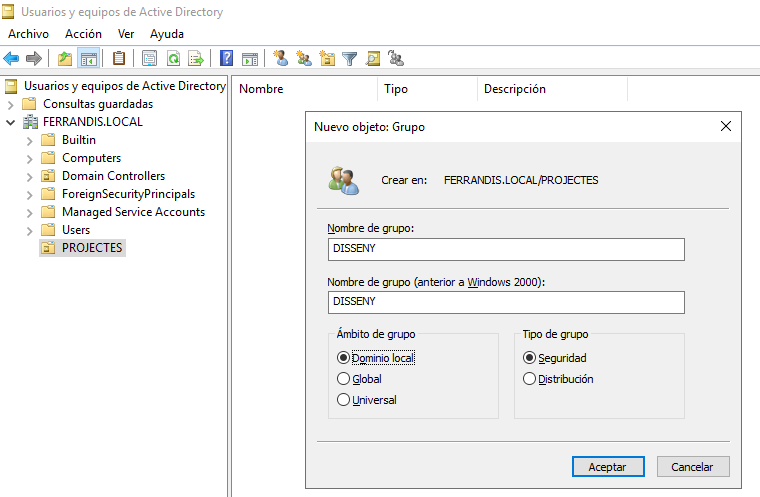 Usuarios y equipos de Active Directory
Archivo Acción Ver Ayuda
Usuarios y equipos de Active Directory
Consultas guardadas
FERRANDIS.LOCAL
Builtin
Computers
Domain Controllers
ForeignSecurityPrincipals
Managed Service Accounts
Users
PROJECTES
Nombre Tipo Descripción
Nuevo objeto: Grupo
Crear en: FERRANDIS.LOCAL/PROJECTES
Nombre de grupo:
DISSENY
Nombre de grupo (anterior a Windows 2000):
DISSENY
Ámbito de grupo
Dominio local
Global
Universal
Tipo de grupo
Seguridad
Distribución
Aceptar Cancelar